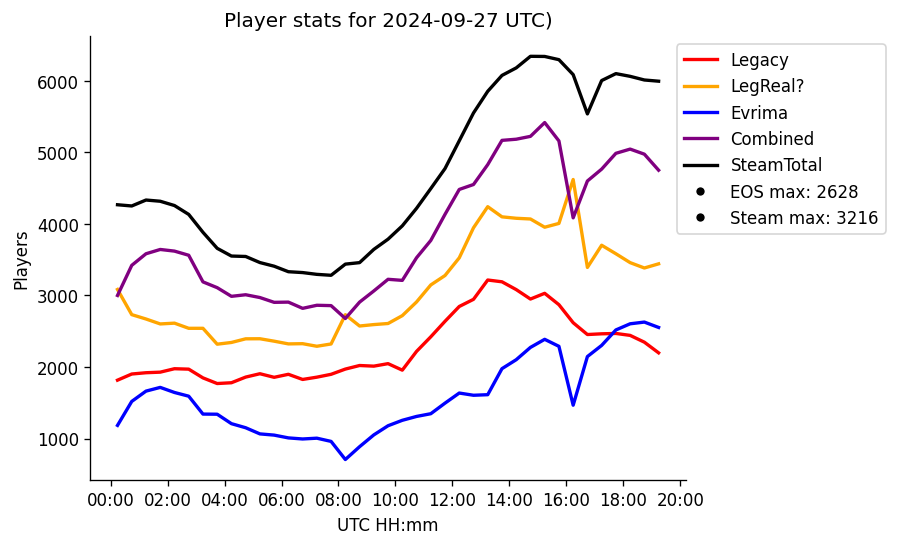 Player stats for 2024-09-27 UTC)
Legacy
LegReal?
Evrima
Combined
SteamTotal
EOS max: 2628
Steam max: 3216
Players
6000
5000
4000
3000
2000
1000
00:00 02:00 04:00 06:00 08:00 10:00 12:00 14:00 16:00 18:00 20:00
UTC HH:mm